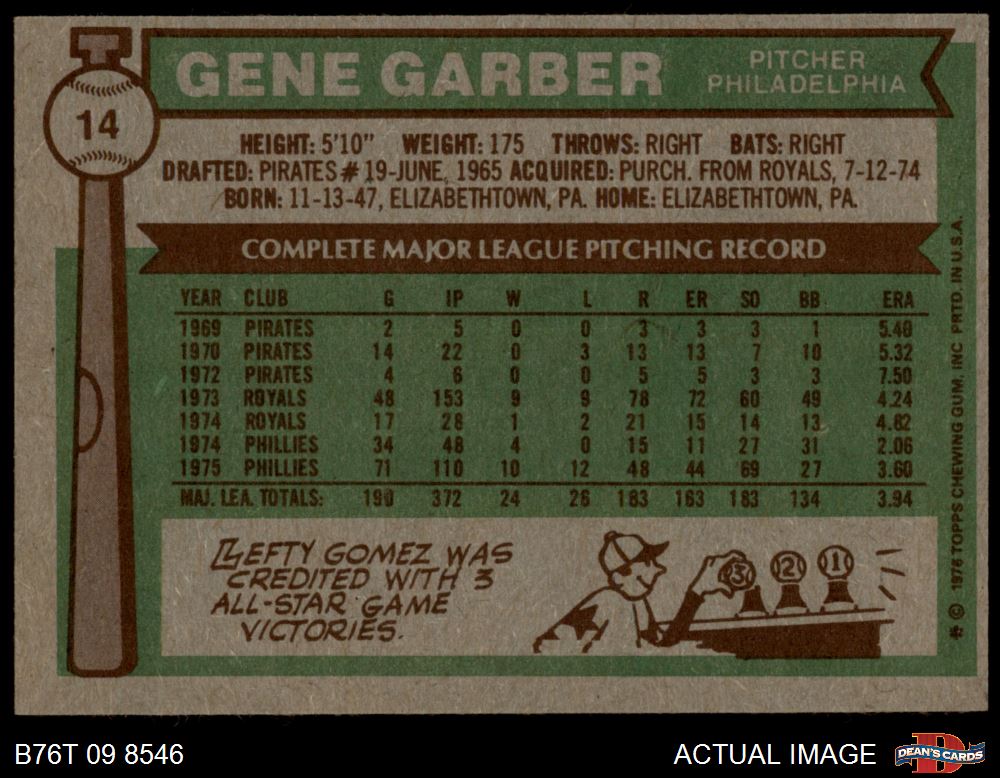 14
GENE GARBER
PITCHER
PHILADELPHIA
HEIGHT: 5'10" WEIGHT: 175 THROWS: RIGHT BATS: RIGHT
DRAFTED: PIRATES #19-JUNE, 1965 ACQUIRED: PURCH. FROM ROYALS, 7-12-74
BORN: 11-13-47, ELIZABETHTOWN, PA. HOME: ELIZABETHTOWN, PA.
COMPLETE MAJOR LEAGUE PITCHING RECORD
YEAR CLUB G IP W L R ER SO BB ERA
1969 PIRATES 2 5 0 0 3 3 3 1 5.40
1970 PIRATES 14 22 0 3 13 13 7 10 5.32
1972 PIRATES 4 6 0 0 5 5 3 3 7.50
1973 ROYALS 48 153 9 9 78 72 60 49 4.24
1974 ROYALS 17 28 1 2 21 15 14 13 4.82
1974 PHILLIES 34 48 4 0 15 11 27 31 2.06
1975 PHILLIES 71 110 10 12 48 44 69 27 3.60
MAJ. LEA. TOTALS: 190 372 24 26 183 163 183 134 3.94
LEFTY GOMEZ WAS
CREDITED WITH 3
ALL-STAR GAME
VICTORIES.
3 2 1
© 1976 TOPPS CHEWING GUM, INC PRTD. IN U.S.A.
B76T 09 8546
ACTUAL IMAGE
D
DEAN'S CARDS